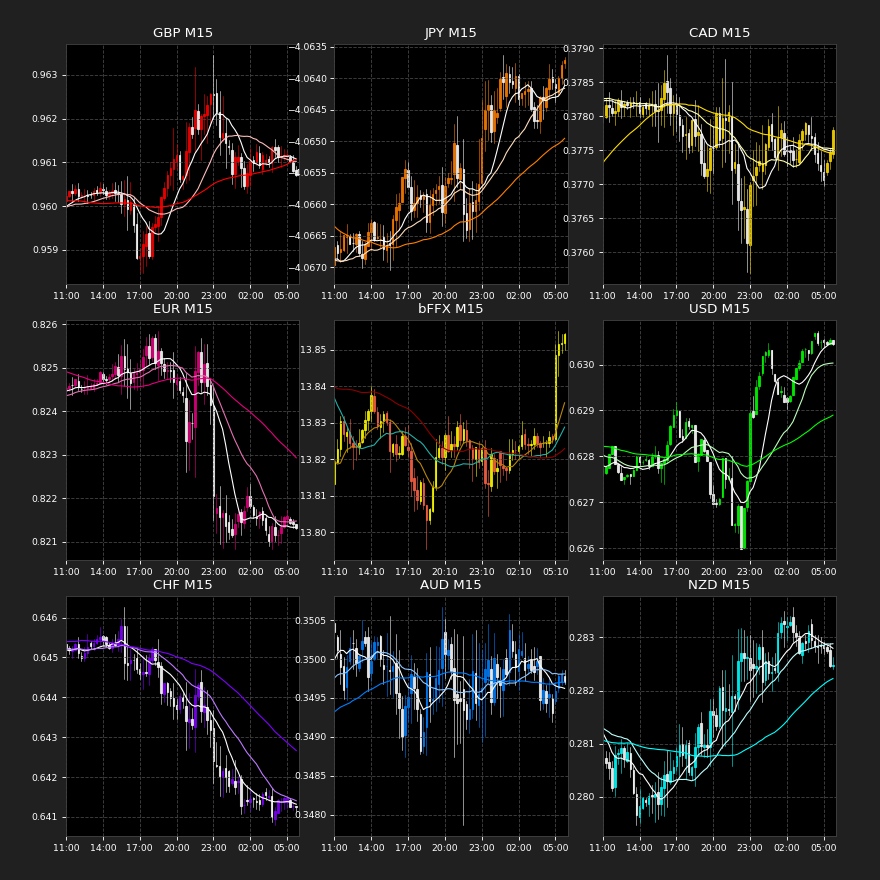 GBP M15
0.963
0.962
0.961
0.960
0.959
11:00 14:00 17:00 20:00 23:00 02:00 05:00
JPY M15
−4.0635
−4.0640
−4.0645
−4.0650
−4.0655
−4.0660
−4.0665
−4.0670
11:00 14:00 17:00 20:00 23:00 02:00 05:00
CAD M15
0.3790
0.3785
0.3780
0.3775
0.3770
0.3765
0.3760
11:00 14:00 17:00 20:00 23:00 02:00 05:00
EUR M15
0.826
0.825
0.824
0.823
0.822
0.821
11:00 14:00 17:00 20:00 23:00 02:00 05:00
bFFX M15
13.85
13.84
13.83
13.82
13.81
13.80
11:10 14:10 17:10 20:10 23:10 02:10 05:10
USD M15
0.630
0.629
0.628
0.627
0.626
11:00 14:00 17:00 20:00 23:00 02:00 05:00
CHF M15
0.646
0.645
0.644
0.643
0.642
0.641
11:00 14:00 17:00 20:00 23:00 02:00 05:00
AUD M15
0.3505
0.3500
0.3495
0.3490
0.3485
0.3480
11:00 14:00 17:00 20:00 23:00 02:00 05:00
NZD M15
0.283
0.282
0.281
0.280
11:00 14:00 17:00 20:00 23:00 02:00 05:00